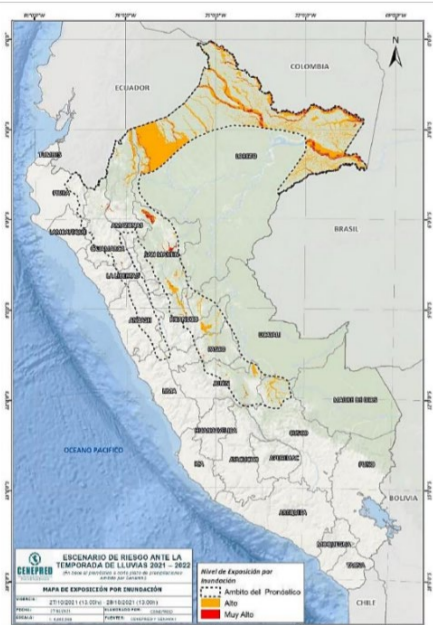 COLOMBIA
N
ECUADOR
TUMBES
LORETO
PIURA
AMAZONAS
LAMBAYEQUE
BRASIL
CAJAMARCA
SAN MARTIN
LA LIBERTAD
ANCASH
HUANUCO
UCAYALI
PASCO
JUNIN
LIMA
MADRE DE DIOS
HUANCAVELICA
CUSCO
OCEANO PACIFICO
ICA
AYACUCHO
APURIMAC
PUNO
BOLIVIA
AREQUIPA
MOQUEGUA
TACNA
CHILE
CENEPRED
ESCENARIO DE RIESGO ANTE LA
TEMPORADA DE LLUVIAS 2021 – 2022
MAPA DE EXPOSICIÓN POR INUNDACIÓN
27/10/2021 (13:00h) 28/10/2021 (13:00h)
Nivel de Exposición por
Inundación
Ambito del Pronóstico
Alto
Muy Alto